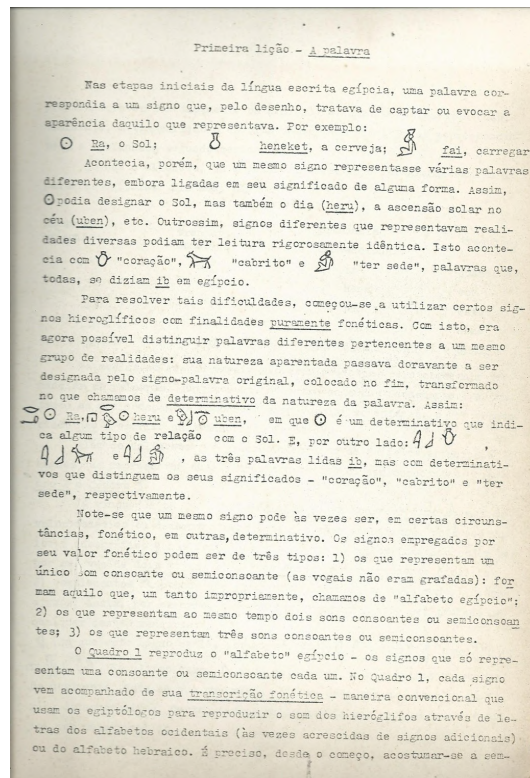 Primeira lição - A palavra
Nas etapas iniciais da língua escrita egípcia, uma palavra cor-
respondia a um signo que, pelo desenho, tratava de captar ou evocar a
aparência daquilo que representava. Por exemplo:
Ra, o Sol; heneket, a cerveja; fai, carregar
Acontecia, porém, que um mesmo signo representasse várias palavras
diferentes, embora ligadas em seu significado de alguma forma. Assim,
podia designar o Sol, mas também o dia (heru), a ascensão solar no
céu (uben), etc. Outrossim, signos diferentes que representavam reali-
dades diversas podiam ter leitura rigorosamente idêntica. Isto aconte-
cia com "coração", "cabrito" e "ter sede", palavras que,
todas, se diziam ib em egípcio.
Para resolver tais dificuldades, começou-se a utilizar certos sig-
nos hieroglíficos com finalidades puramente fonéticas. Com isto, era
agora possível distinguir palavras diferentes pertencentes a um mesmo
grupo de realidades: sua natureza aparentada passava doravante a ser
designada pelo signo-palavra original, colocado no fim, transformado
no que chamamos de determinativo da natureza da palavra. Assim:
Ra, heru e uben, em que é um determinativo que indi-
ca algum tipo de relação com o Sol. E, por outro lado: ,
e , as três palavras lidas ib, mas com determinati-
vos que distinguem os seus significados - "coração", "cabrito" e "ter
sede", respectivamente.
Note-se que um mesmo signo pode às vezes ser, em certas circuns-
tâncias, fonético, em outras, determinativo. Os signos empregados por
seu valor fonético podem ser de três tipos: 1) os que representam um
único som consoante ou semiconsoante (as vogais não eram grafadas): for
mam aquilo que, um tanto impropriamente, chamamos de "alfabeto egípcio";
2) os que representam ao mesmo tempo dois sons consoantes ou semiconsoan
tes; 3) os que representam três sons consoantes ou semiconsoantes.
O Quadro 1 reproduz o "alfabeto" egípcio - os signos que só repre-
sentam uma consoante ou semiconsoante cada um. No Quadro 1, cada signo
vem acompanhado de sua transcrição fonética - maneira convencional que
usam os egiptólogos para reproduzir o som dos hieróglifos através de le-
tras dos alfabetos ocidentais (às vezes acrescidas de signos adicionais)
ou do alfabeto hebraico. É preciso, desde o começo, acostumar-se a sem-